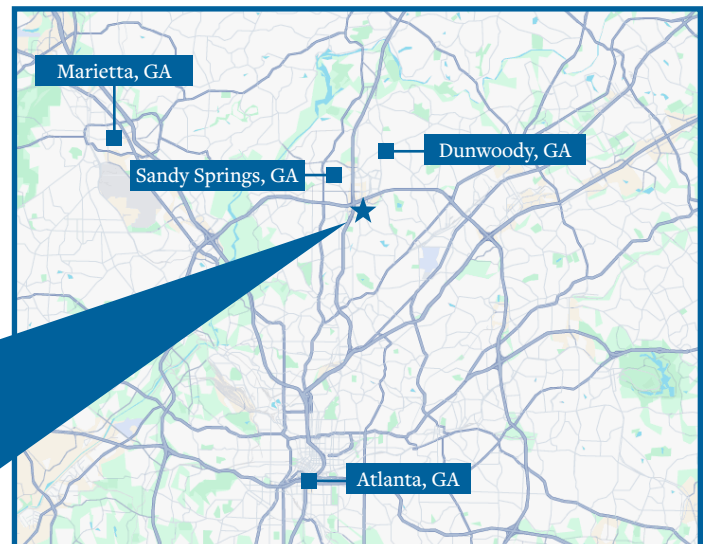 Marietta, GA
Dunwoody, GA
Sandy Springs, GA
Atlanta, GA